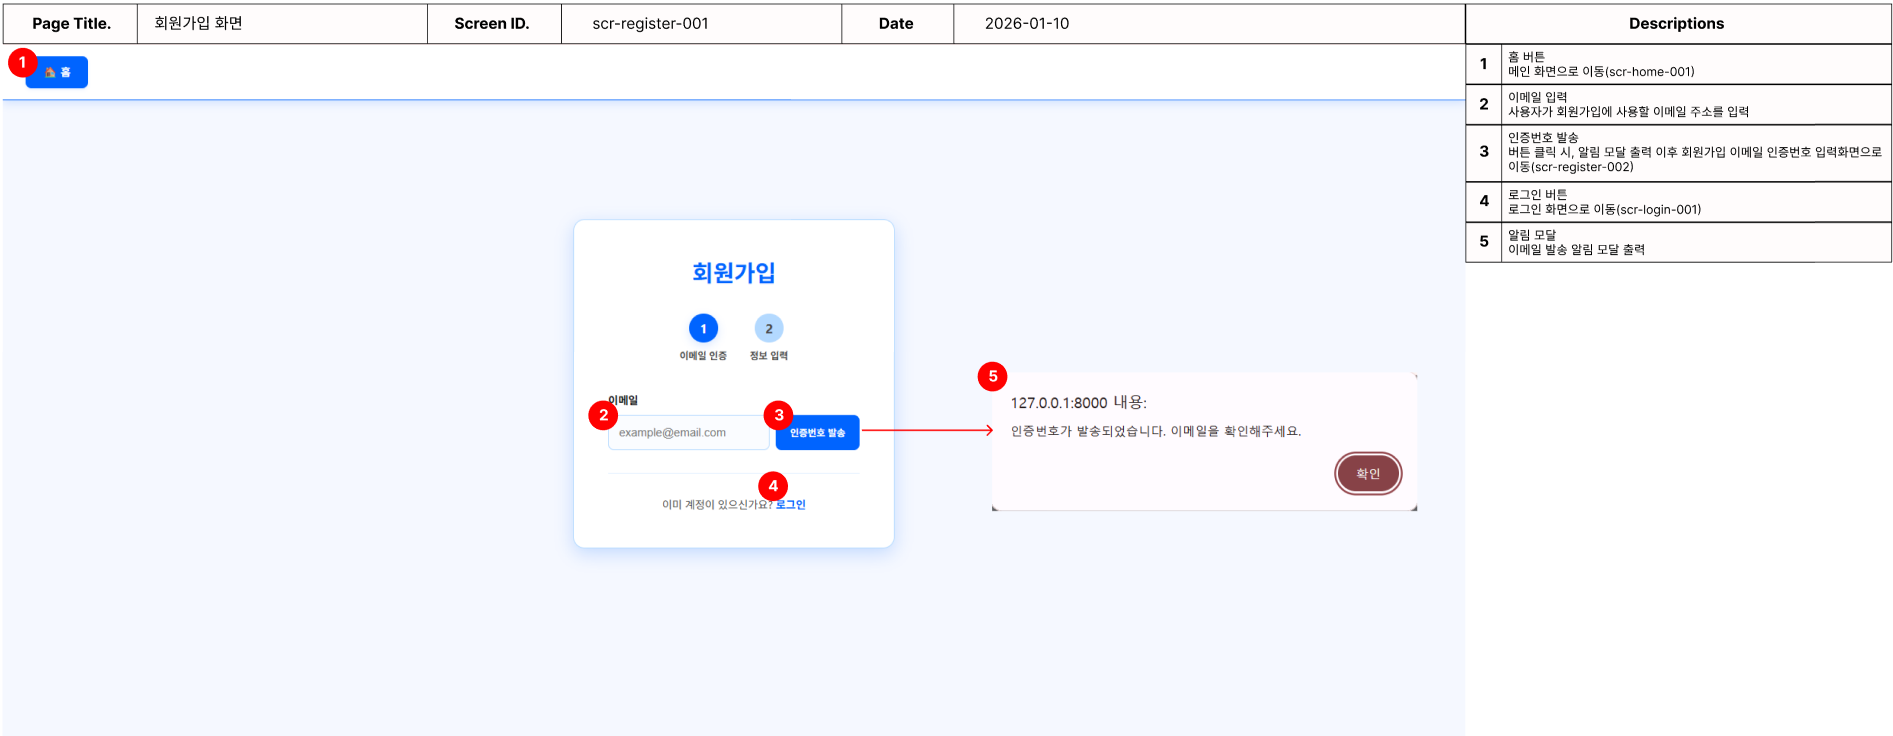 Page Title. 회원가입 화면 Screen ID. scr-register-001 Date 2026-01-10 Descriptions
1 홈
회원가입
1 2
이메일 인증 정보 입력
이메일
2 example@email.com 3 인증번호 발송
4
이미 계정이 있으신가요? 로그인
5
127.0.0.1:8000 내용:
인증번호가 발송되었습니다. 이메일을 확인해주세요.
확인
1 홈 버튼
메인 화면으로 이동(scr-home-001)
2 이메일 입력
사용자가 회원가입에 사용할 이메일 주소를 입력
3 인증번호 발송
버튼 클릭 시, 알림 모달 출력 이후 회원가입 이메일 인증번호 입력화면으로
이동(scr-register-002)
4 로그인 버튼
로그인 화면으로 이동(scr-login-001)
5 알림 모달
이메일 발송 알림 모달 출력